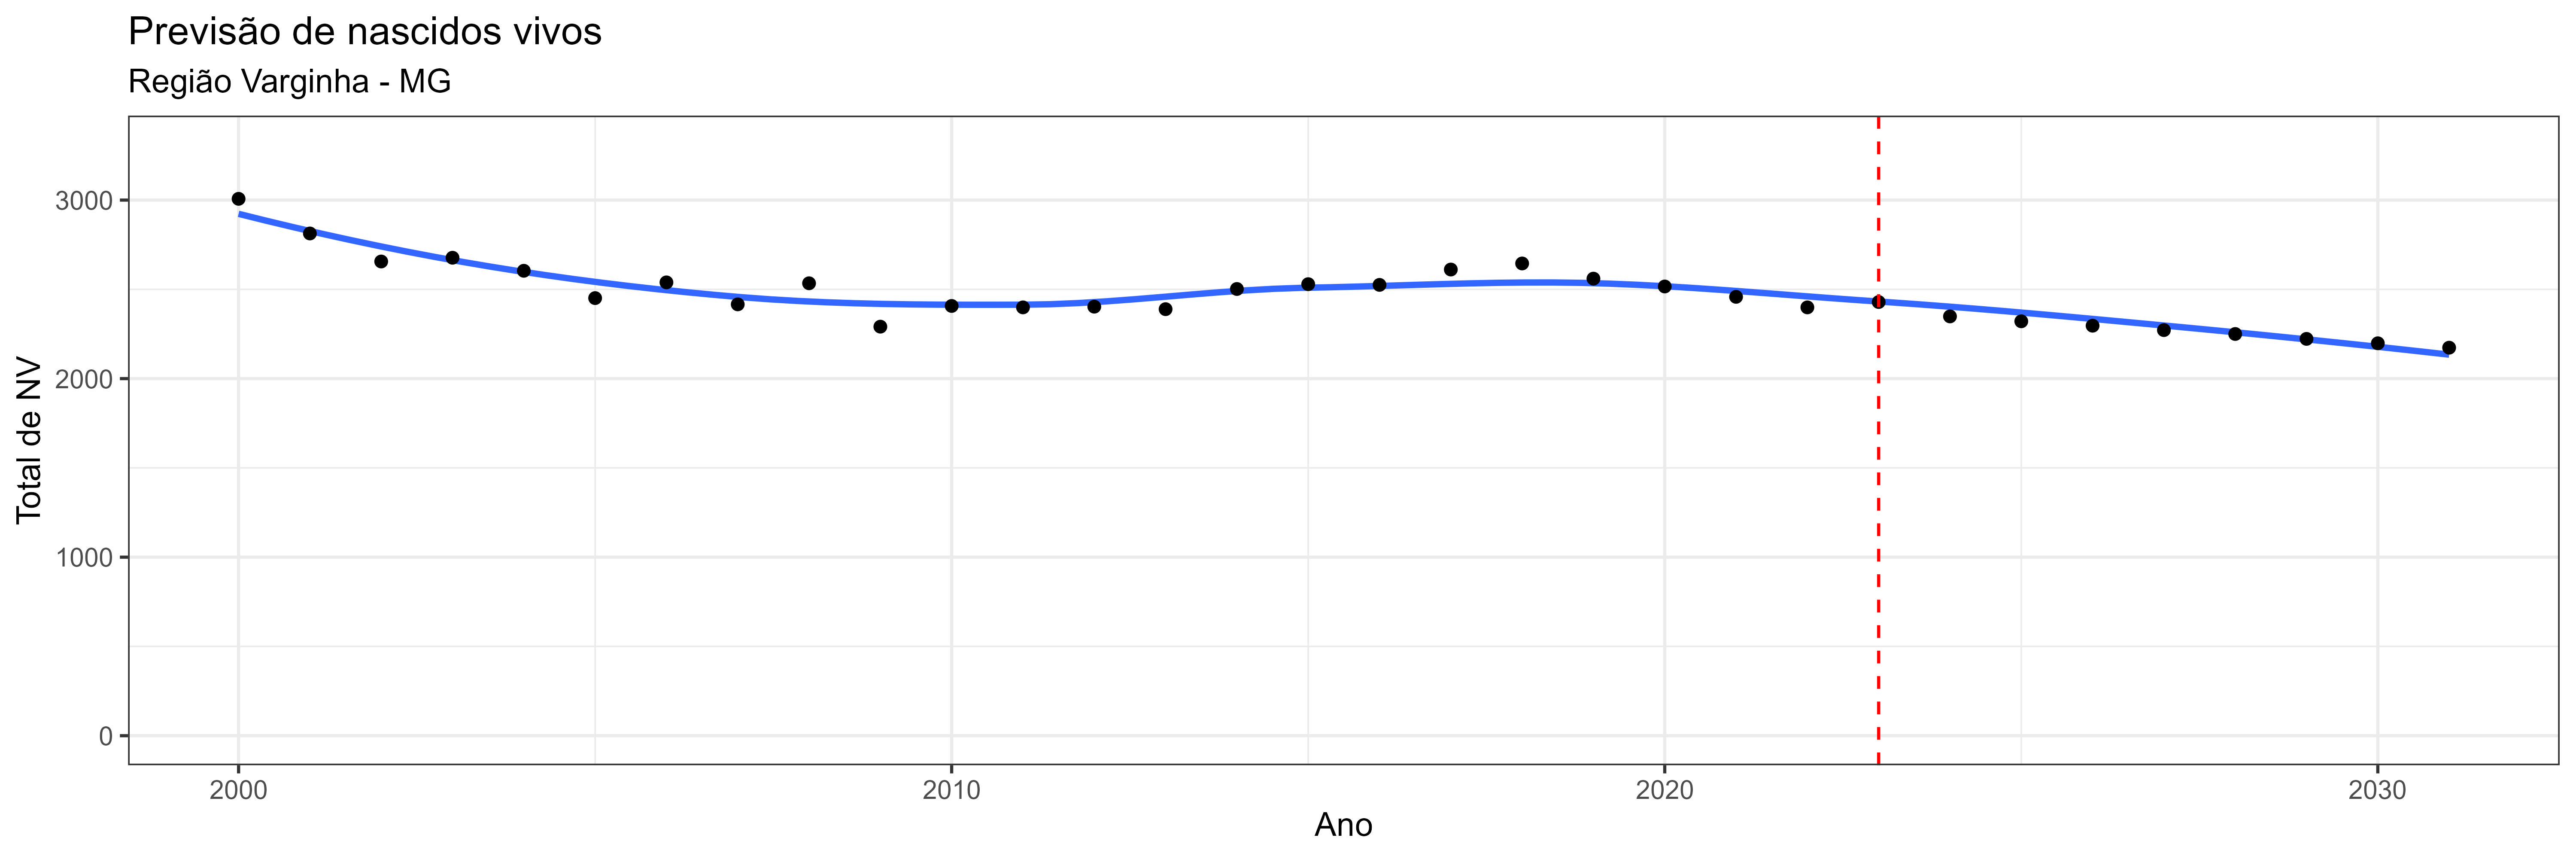 Previsão de nascidos vivos
Região Varginha - MG
Total de NV
3000
2000
1000
0
2000
2010
2020
2030
Ano